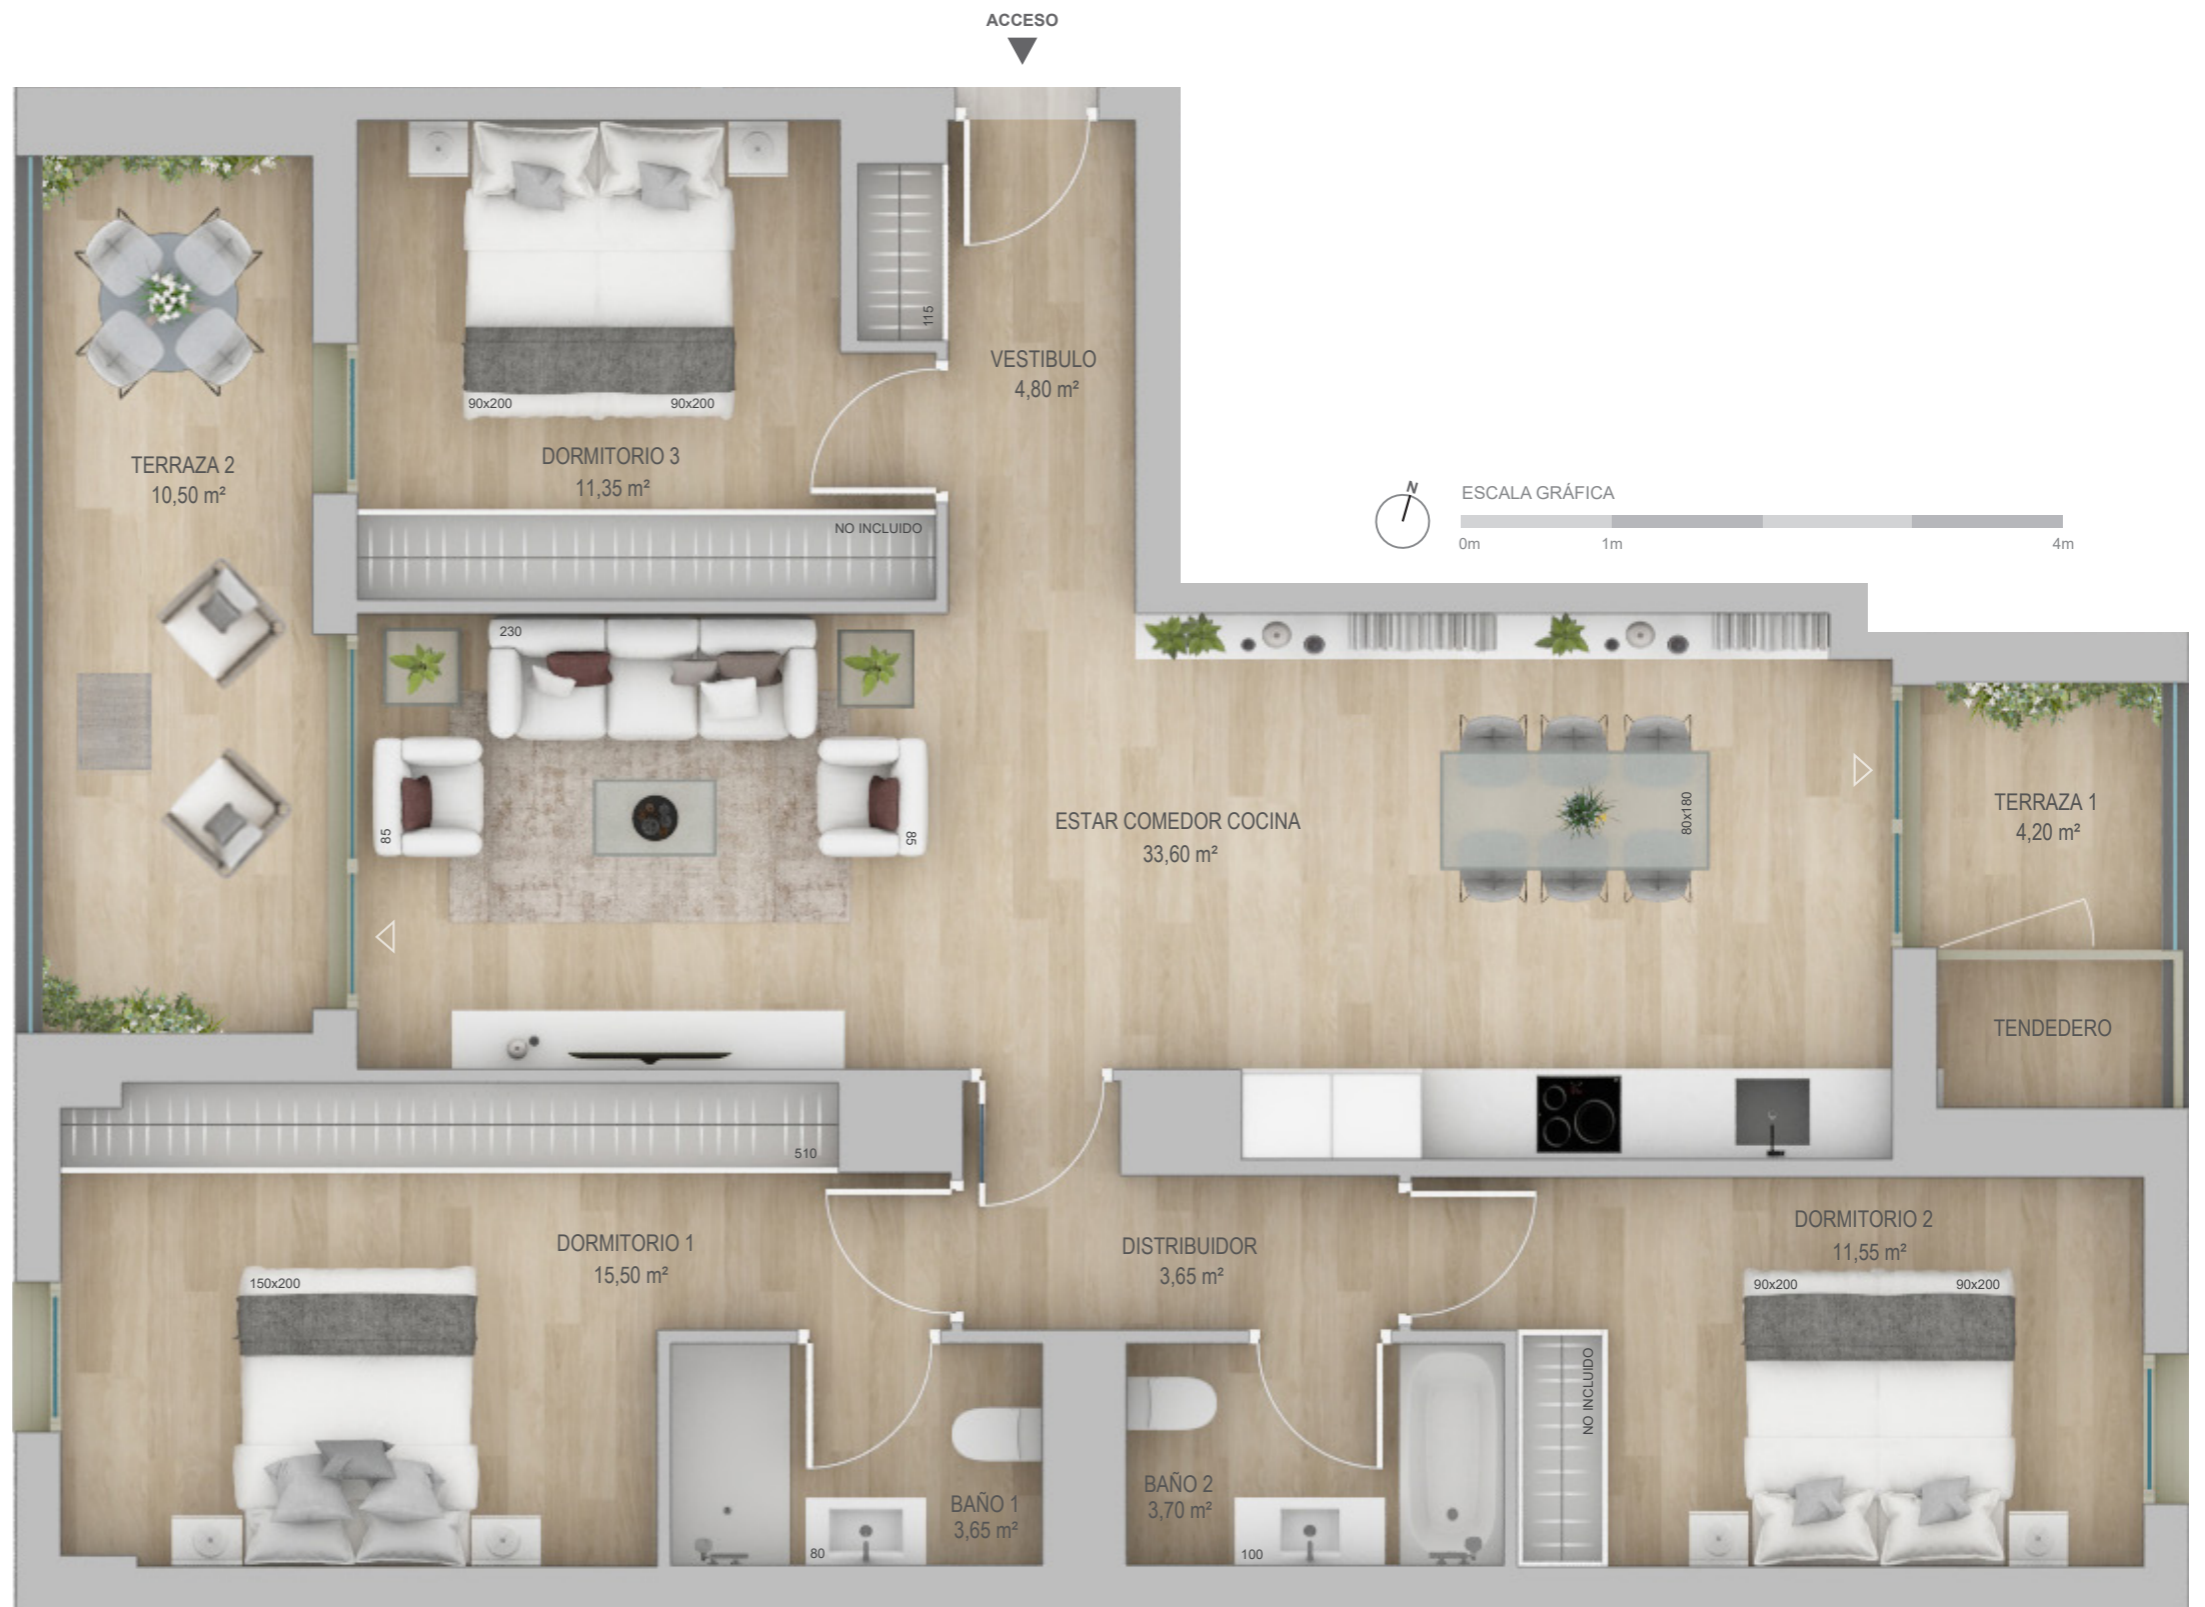 ACCESO
115
VESTIBULO
4,80 m²
90x200
90x200
DORMITORIO 3
11,35 m²
TERRAZA 2
10,50 m²
NO INCLUIDO
N
ESCALA GRÁFICA
0m
1m
4m
230
85
85
ESTAR COMEDOR COCINA
33,60 m²
80x180
TERRAZA 1
4,20 m²
TENDEDERO
510
DORMITORIO 1
15,50 m²
150x200
DISTRIBUIDOR
3,65 m²
DORMITORIO 2
11,55 m²
90x200
90x200
NO INCLUIDO
BAÑO 1
3,65 m²
80
BAÑO 2
3,70 m²
100